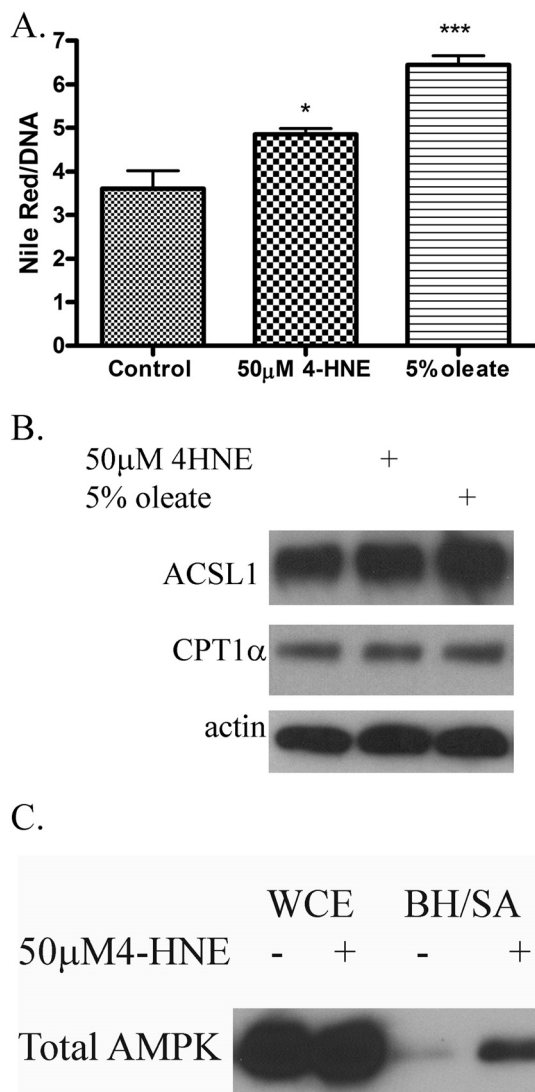 A.
Nile Red/DNA
7
6
5
4
3
2
1
0
*
***
Control 50μM 4-HNE 5%oleate
B.
50μM 4HNE +
5% oleate +
ACSL1
CPT1α
actin
C.
WCE BH/SA
50μM4-HNE - + - +
Total AMPK